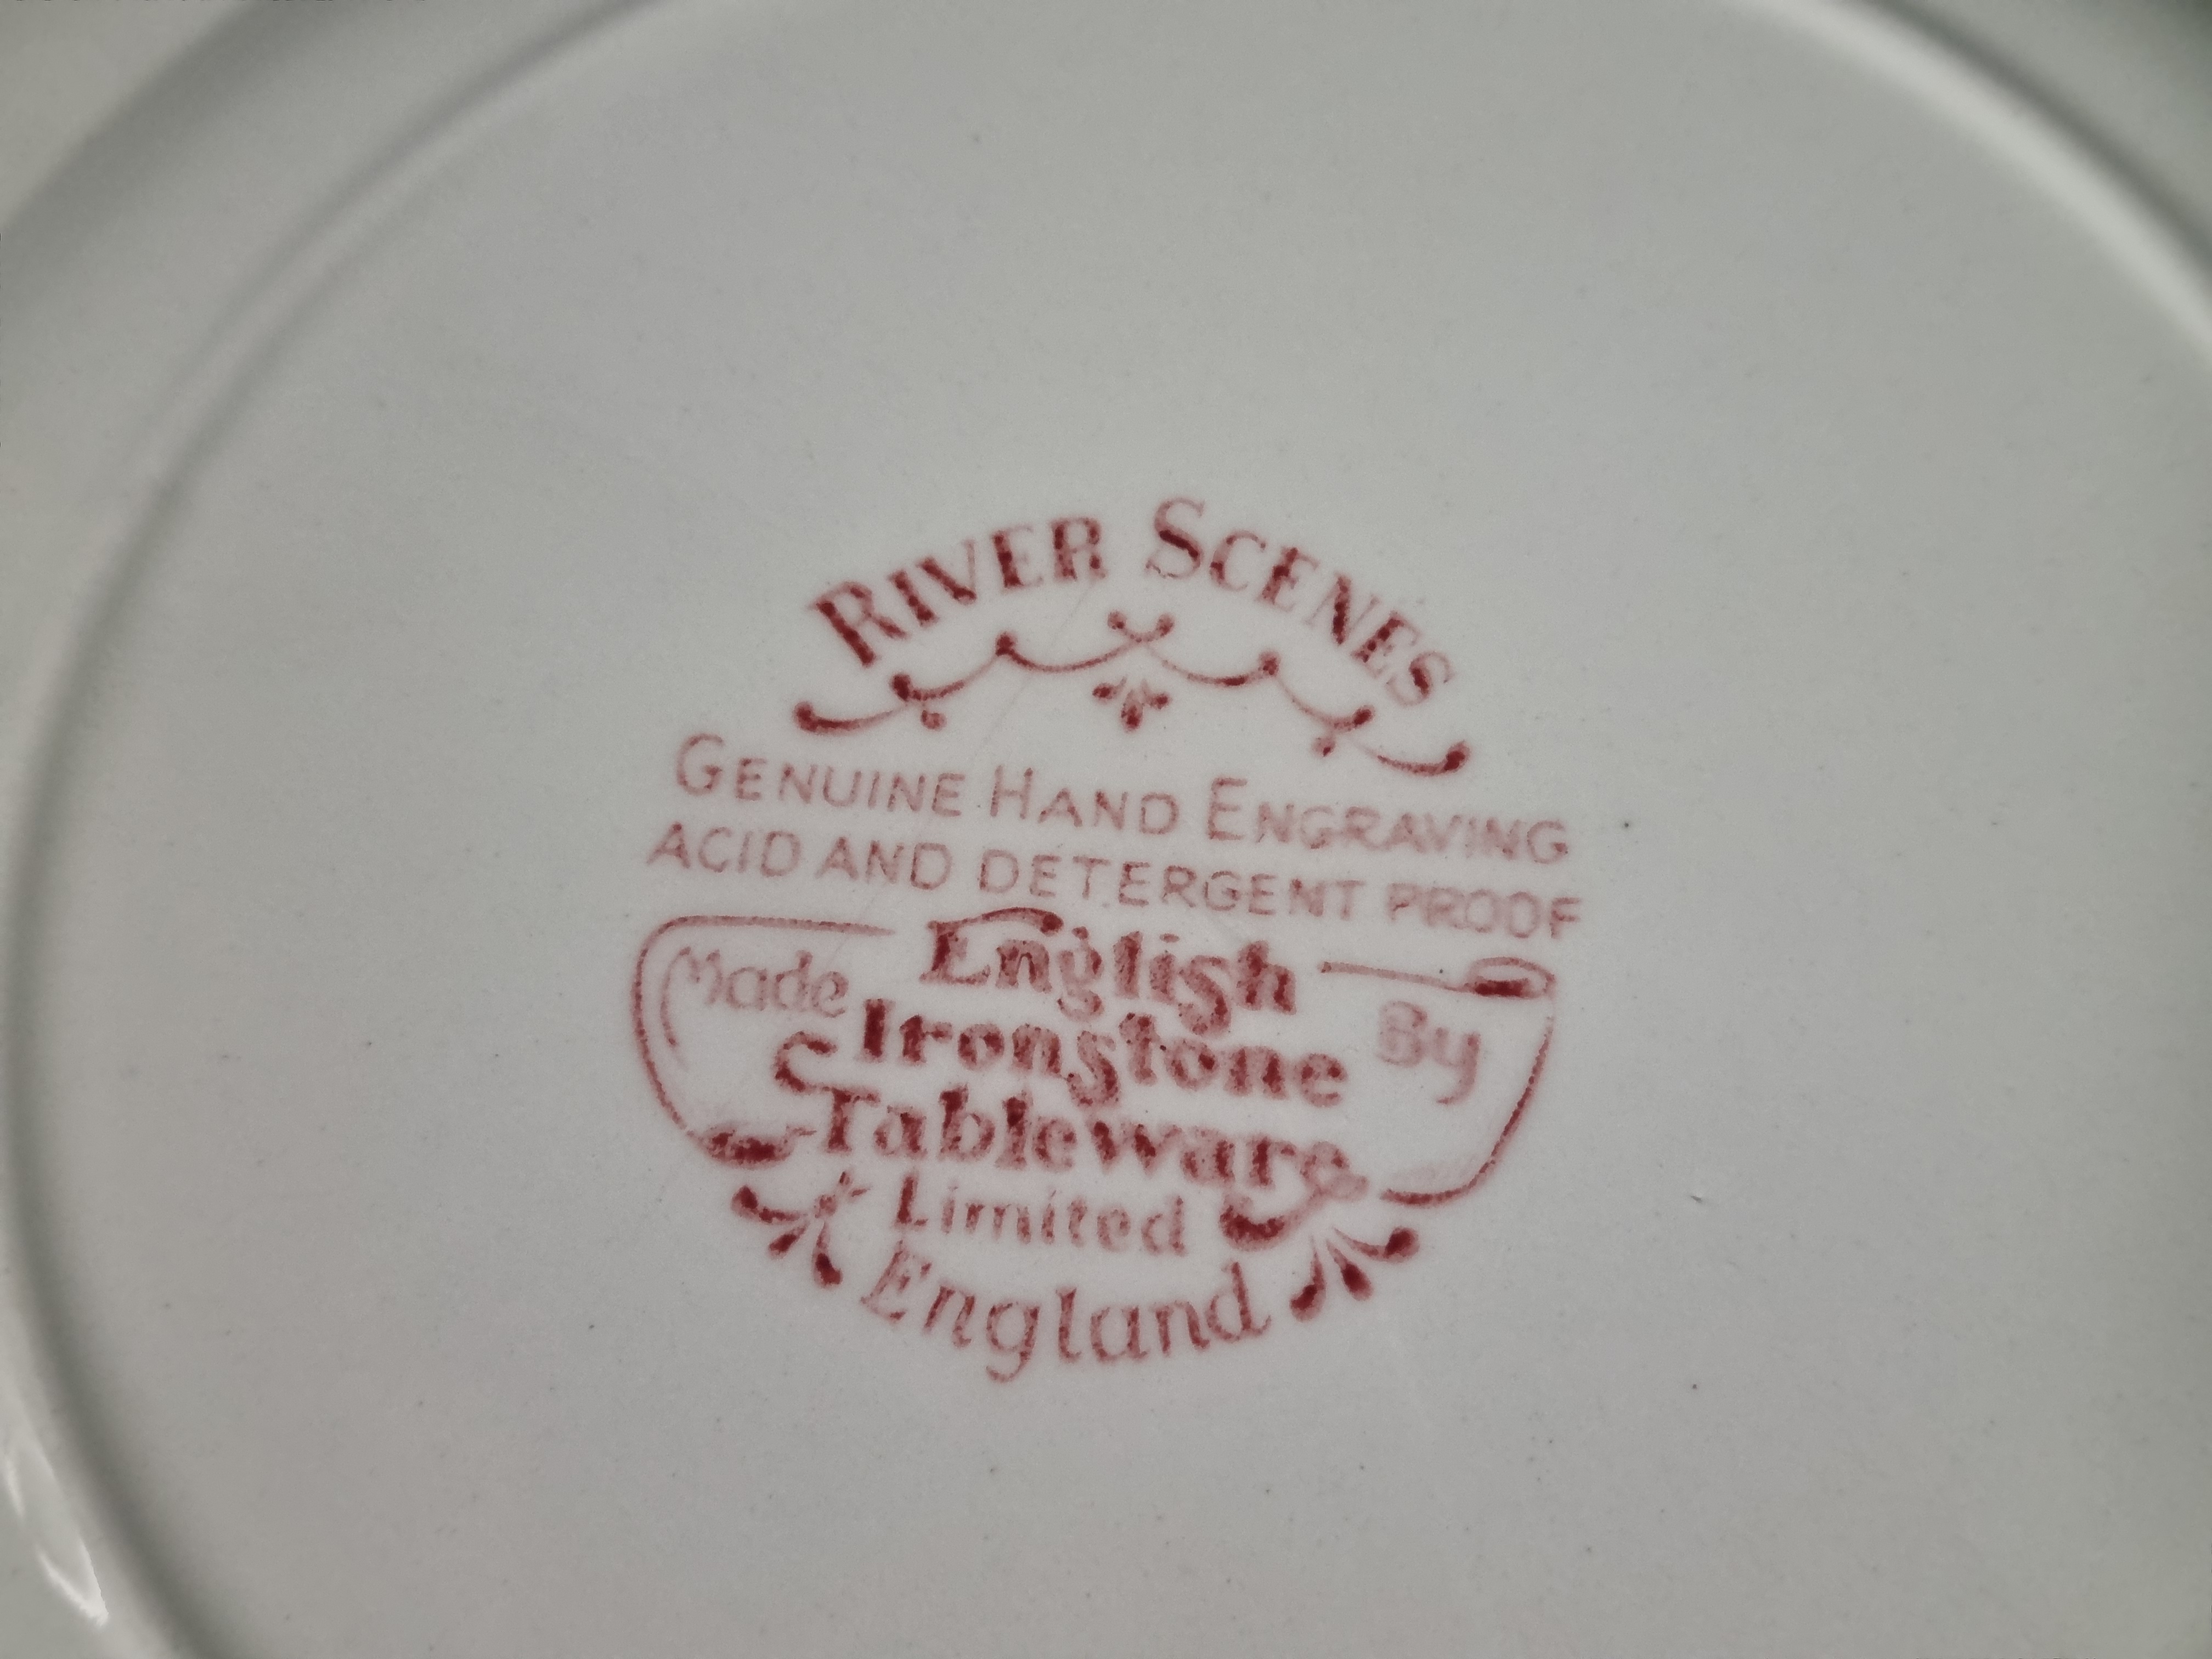 RIVER SCENES
GENUINE HAND ENGRAVING
ACID AND DETERGENT PROOF
Made English By
Ironstone
Tableware
Limited
England